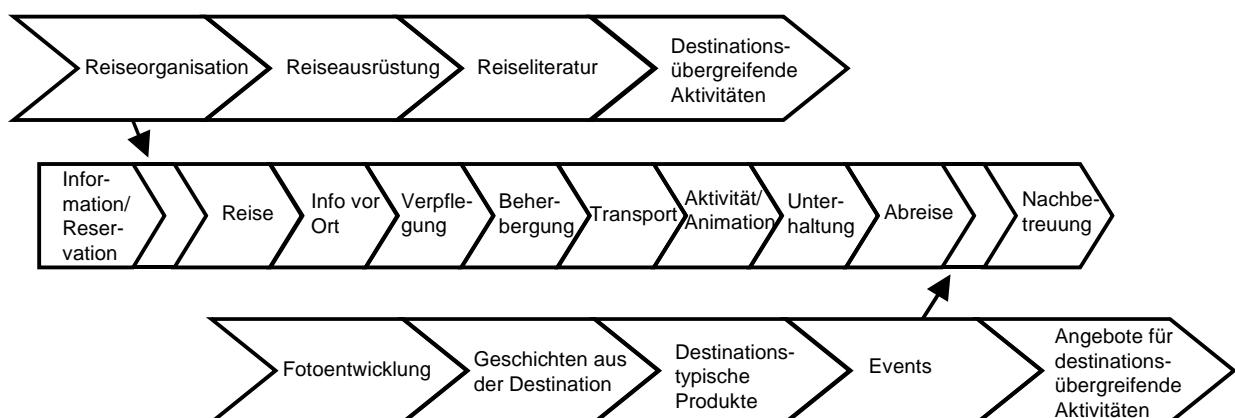 Reiseorganisation
Reiseausrüstung
Reiseliteratur
Destinations-
übergreifende
Aktivitäten
Infor-
mation/
Reser-
vation
Reise
Info vor
Ort
Verpfle-
gung
Beher-
bergung
Transport
Aktivität/
Animation
Unter-
haltung
Abreise
Nachbe-
treuung
Fotoentwicklung
Geschichten aus
der Destination
Destinations-
typische
Produkte
Events
Angebote für
destinations-
übergreifende
Aktivitäten